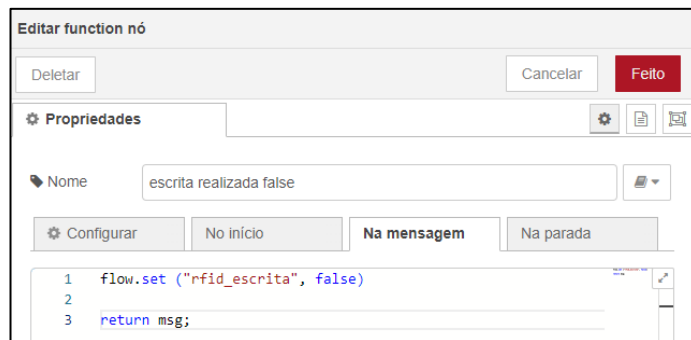 Editar function nó
Deletar
Cancelar
Feito
Propriedades
Nome
escrita realizada false
Configurar
No início
Na mensagem
Na parada
1 flow.set ("rfid_escrita", false)
2
3 return msg;